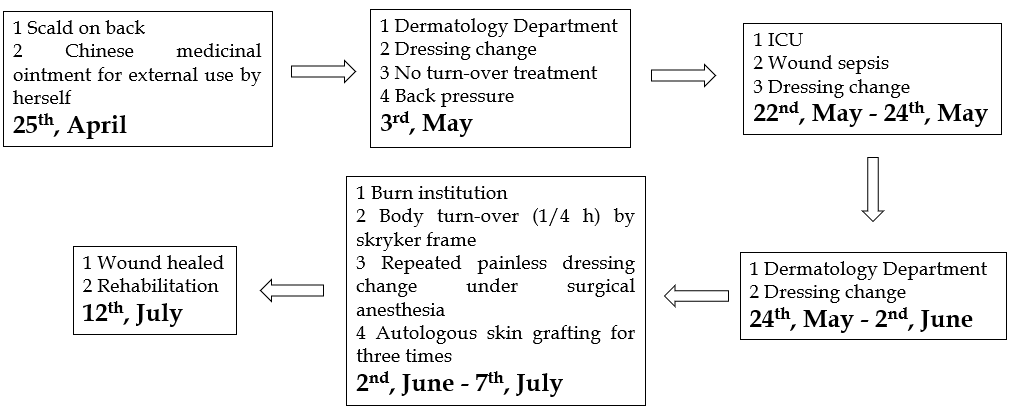 1 Scald on back
2 Chinese medicinal
ointment for external use by
herself
25th, April
1 Dermatology Department
2 Dressing change
3 No turn-over treatment
4 Back pressure
3rd, May
1 ICU
2 Wound sepsis
3 Dressing change
22nd, May - 24th, May
1 Dermatology Department
2 Dressing change
24th, May - 2nd, June
1 Burn institution
2 Body turn-over (1/4 h) by
skryker frame
3 Repeated painless dressing
change under surgical
anesthesia
4 Autologous skin grafting for
three times
2nd, June - 7th, July
1 Wound healed
2 Rehabilitation
12th, July